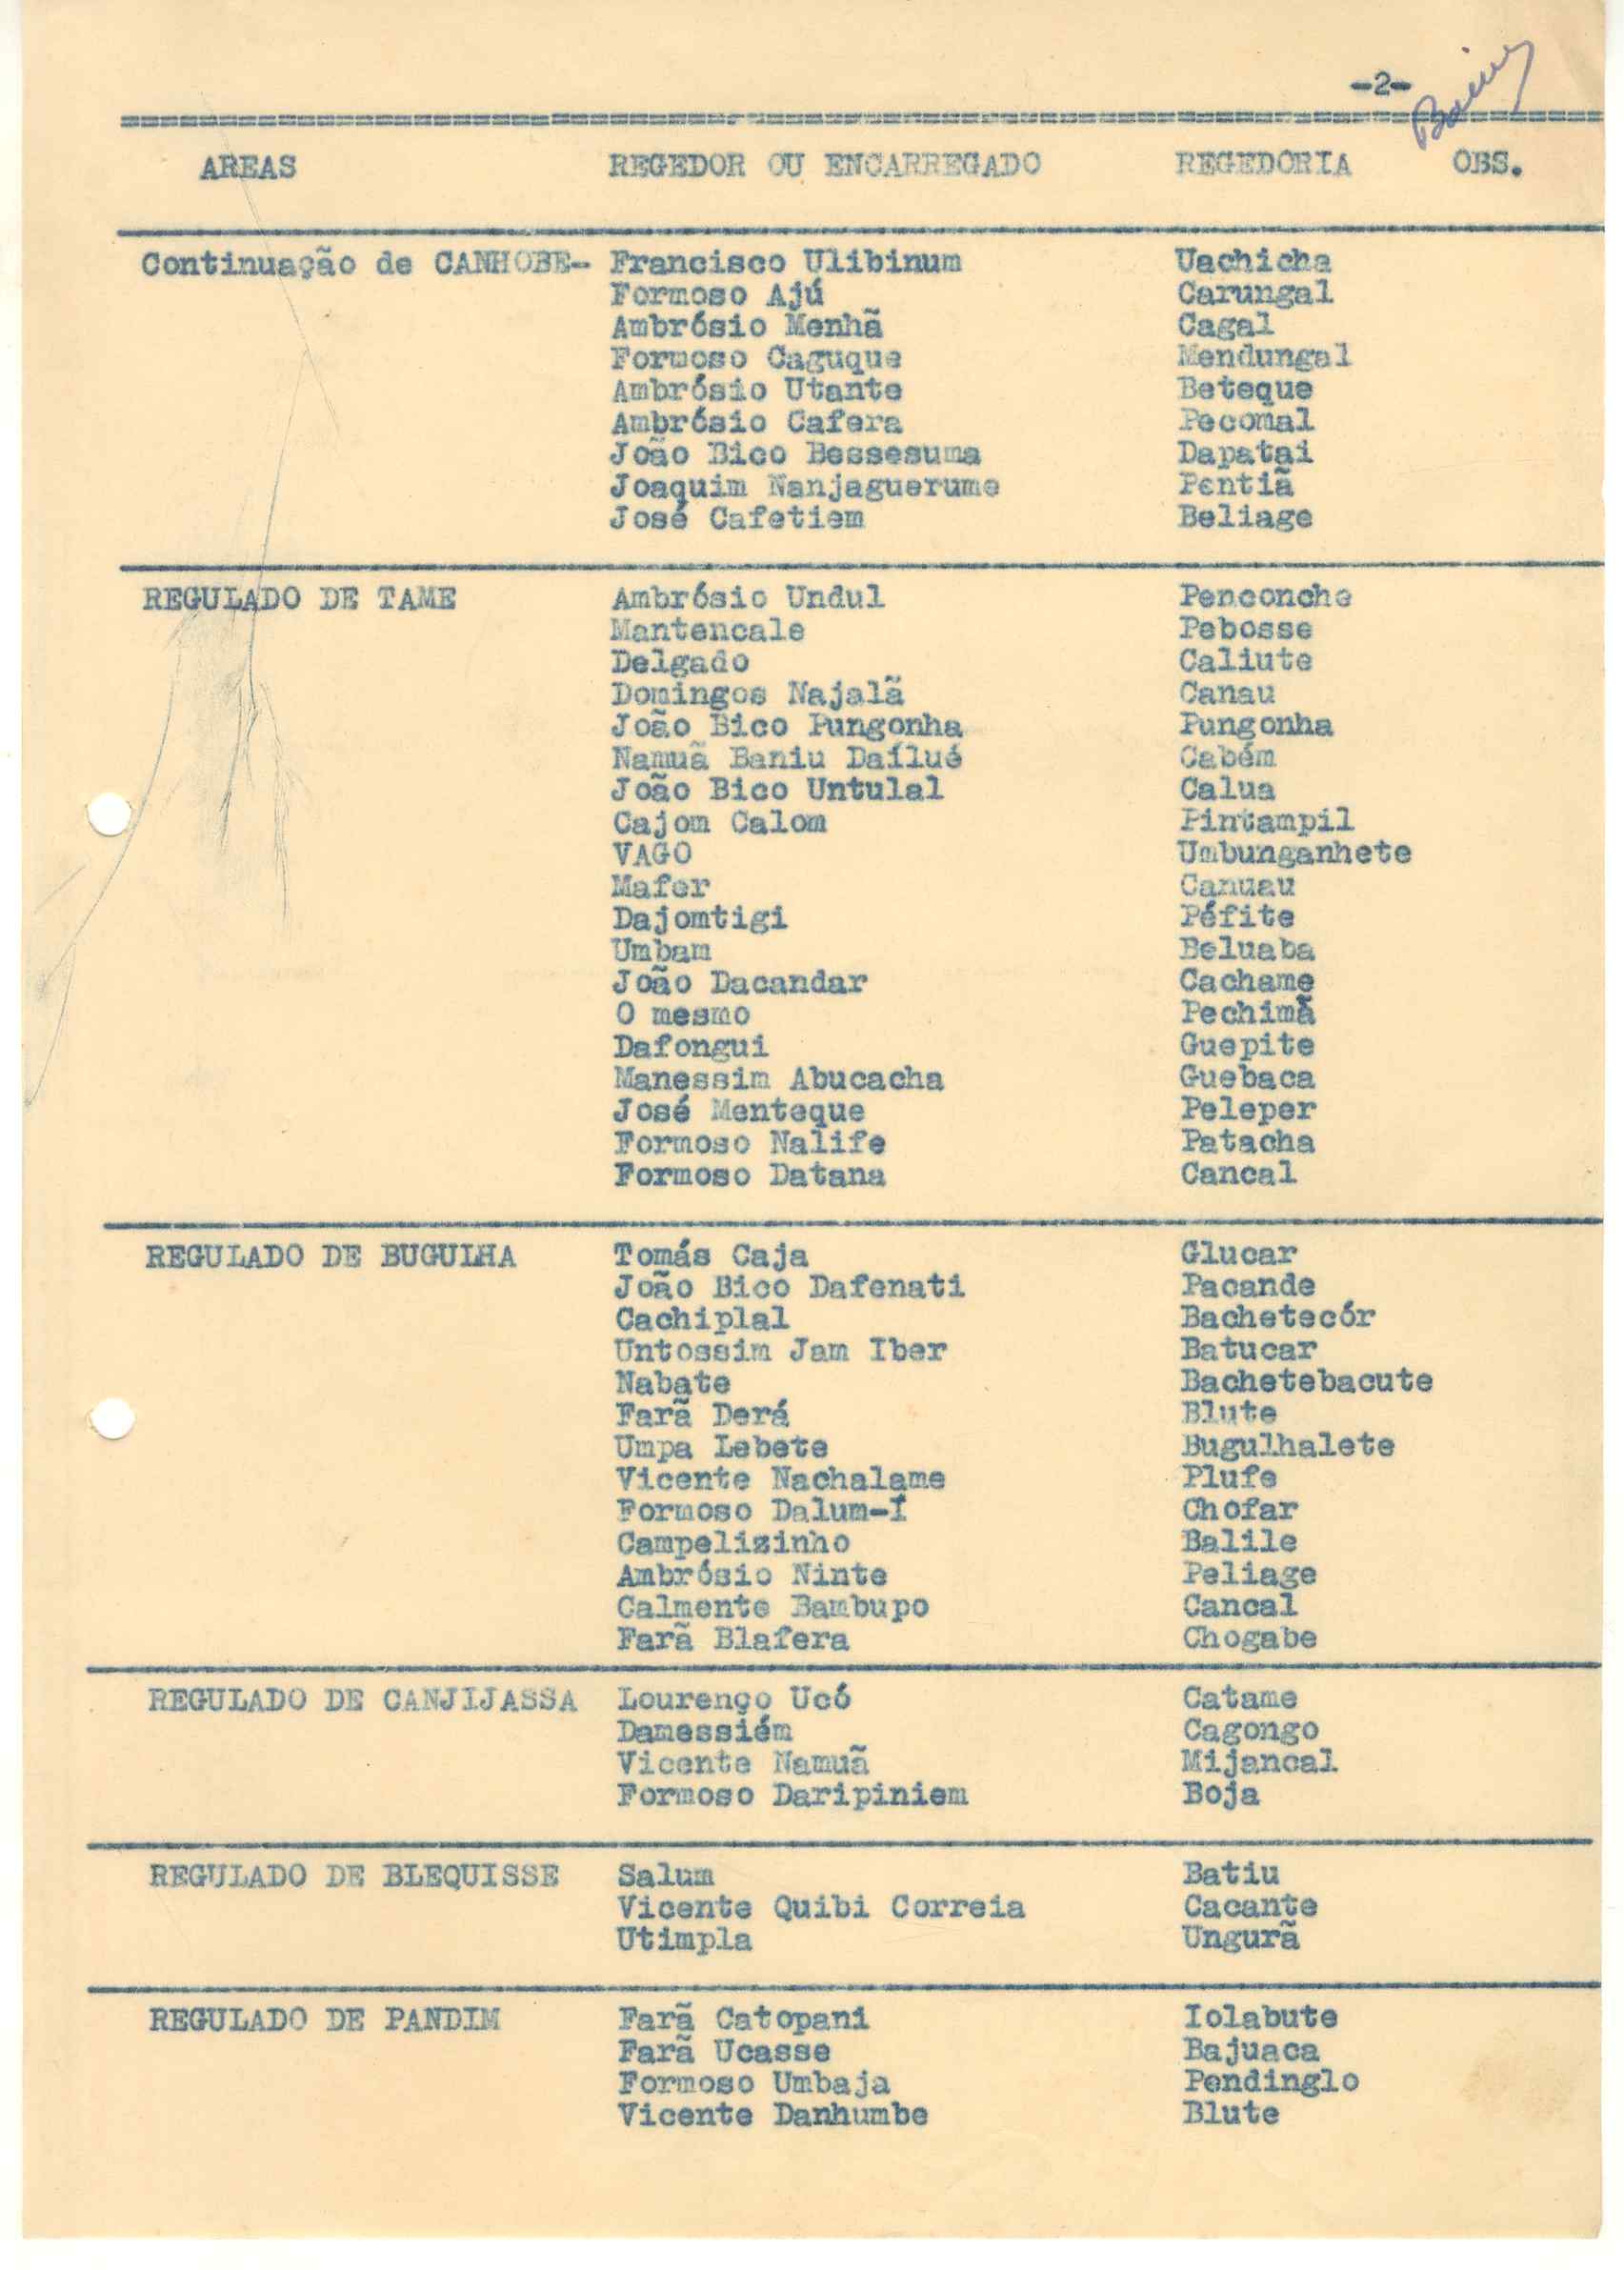 -2-
AREAS REGEDOR OU ENCARREGADO REGEDORIA OBS.
Continuação de CANHOBE- Francisco Ulibinum Uachicha
Formoso Ajú Carungal
Ambrósio Menhã Cagal
Formoso Caguque Mendungal
Ambrósio Utante Beteque
Ambrósio Cafera Pecomal
João Bico Bessesuma Dapatai
Joaquim Nanjaguerume Pentiã
José Cafetiem Beliage
REGULADO DE TAME Ambrósio Undul Penconche
Mantencale Pebosse
Delgado Caliute
Domingos Najalã Canau
João Bico Pungonha Pungonha
Namuã Baniu Daílué Cabém
João Bico Untulal Calua
Cajom Calom Pintampil
VAGO Umbunganhete
Mafer Canuau
Dajomtigi Péfite
Umbam Beluaba
João Dacandar Cachame
O mesmo Pechimã
Dafongui Guepite
Manessim Abucacha Guebaca
José Menteque Peleper
Formoso Nalife Patacha
Formoso Datana Cancal
REGULADO DE BUGULHA Tomás Caja Glucar
João Bico Dafenati Pacande
Cachiplal Bachetecór
Untossim Jam Iber Batucar
Nabate Bachetebacute
Farã Derá Blute
Umpa Lebete Bugulhalete
Vicente Nachalame Plufe
Formoso Dalum-Í Chofar
Campelizinho Balile
Ambrósio Ninte Peliage
Calmente Bambupo Cancal
Farã Blafera Chogabe
REGULADO DE CANJIJASSA Lourenço Ucó Catame
Damessiém Cagongo
Vicente Namuã Mijancal
Formoso Daripiniem Boja
REGULADO DE BLEQUISSE Salum Batiu
Vicente Quibi Correia Cacante
Utimpla Ungurã
REGULADO DE PANDIM Farã Catopani Iolabute
Farã Ucasse Bajuaca
Formoso Umbaja Pendinglo
Vicente Danhumbe Blute